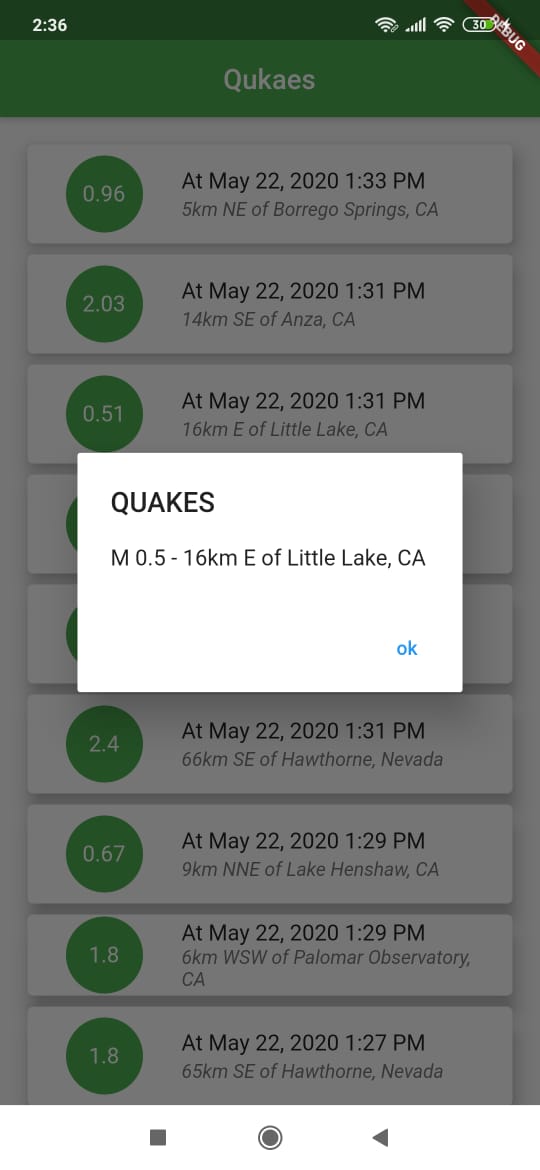 2:36
30
DEBUG
Qukaes
0.96
At May 22, 2020 1:33 PM
5km NE of Borrego Springs, CA
2.03
At May 22, 2020 1:31 PM
14km SE of Anza, CA
0.51
At May 22, 2020 1:31 PM
16km E of Little Lake, CA
QUAKES
M 0.5 - 16km E of Little Lake, CA
ok
2.4
At May 22, 2020 1:31 PM
66km SE of Hawthorne, Nevada
0.67
At May 22, 2020 1:29 PM
9km NNE of Lake Henshaw, CA
1.8
At May 22, 2020 1:29 PM
6km WSW of Palomar Observatory,
CA
1.8
At May 22, 2020 1:27 PM
65km SE of Hawthorne, Nevada